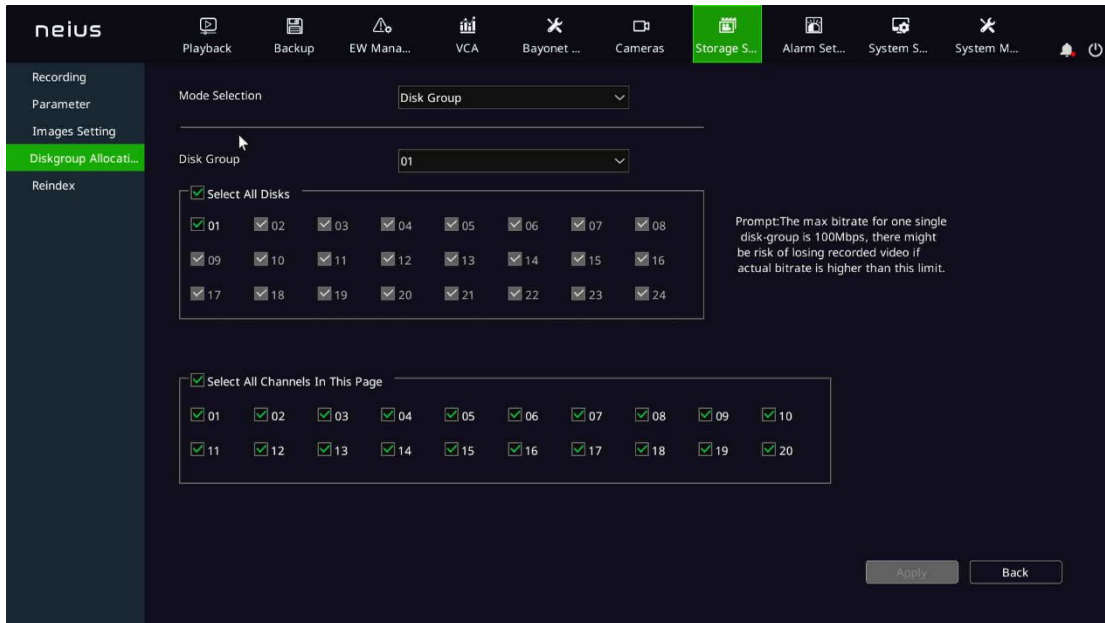 neius
Playback
Backup
EW Mana...
VCA
Bayonet ...
Cameras
Storage S...
Alarm Set...
System S...
System M...
Recording
Parameter
Images Setting
Diskgroup Allocati...
Reindex
Mode Selection
Disk Group
Disk Group
01
Select All Disks
01 02 03 04 05 06 07 08
09 10 11 12 13 14 15 16
17 18 19 20 21 22 23 24
Prompt:The max bitrate for one single
disk-group is 100Mbps, there might
be risk of losing recorded video if
actual bitrate is higher than this limit.
Select All Channels In This Page
01 02 03 04 05 06 07 08 09 10
11 12 13 14 15 16 17 18 19 20
Apply
Back